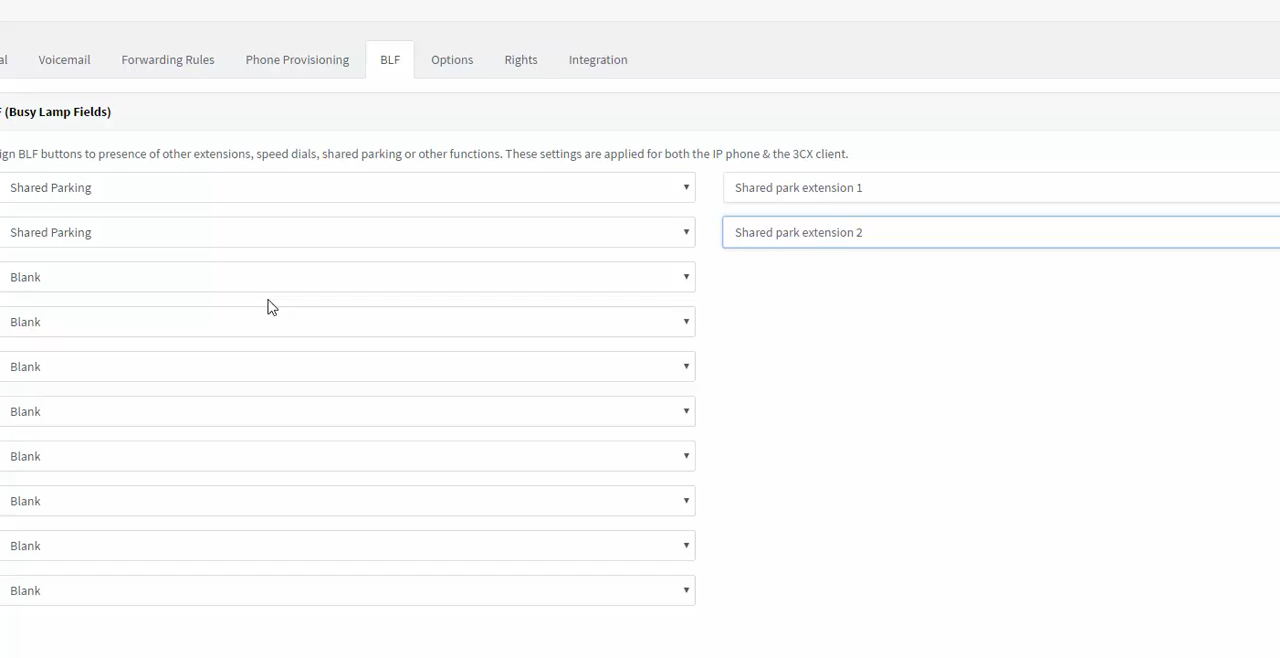 al Voicemail Forwarding Rules Phone Provisioning BLF Options Rights Integration
(Busy Lamp Fields)
ign BLF buttons to presence of other extensions, speed dials, shared parking or other functions. These settings are applied for both the IP phone & the 3CX client.
Shared Parking Shared park extension 1
Shared Parking Shared park extension 2
Blank
Blank
Blank
Blank
Blank
Blank
Blank
Blank